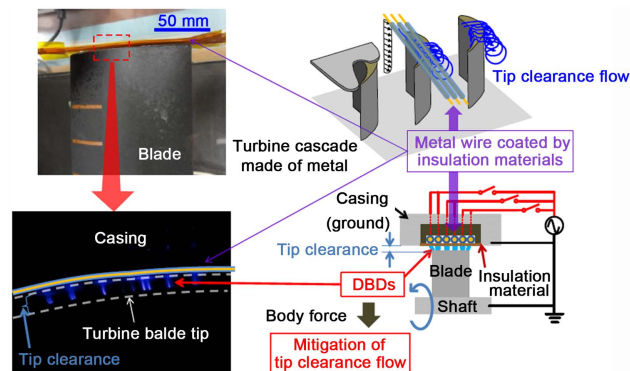 50 mm
Blade
Turbine cascade
made of metal
Tip clearance flow
Metal wire coated by
insulation materials
Casing
(ground)
Tip clearance
Blade
Insulation
material
Shaft
DBDs
Body force
Mitigation of
tip clearance flow
Casing
Turbine balde tip
Tip clearance